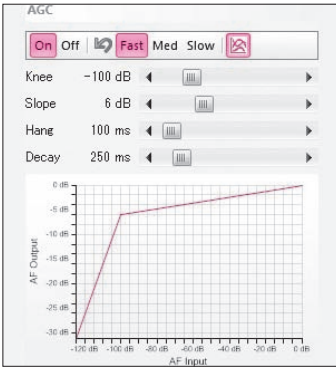 AGC
On Off Fast Med Slow
Knee -100 dB
Slope 6 dB
Hang 100 ms
Decay 250 ms
0 dB
-5 dB
-10 dB
-15 dB
-20 dB
-25 dB
-30 dB
AF Output
-120 dB -100 dB -80 dB -60 dB -40 dB -20 dB 0 dB
AF Input